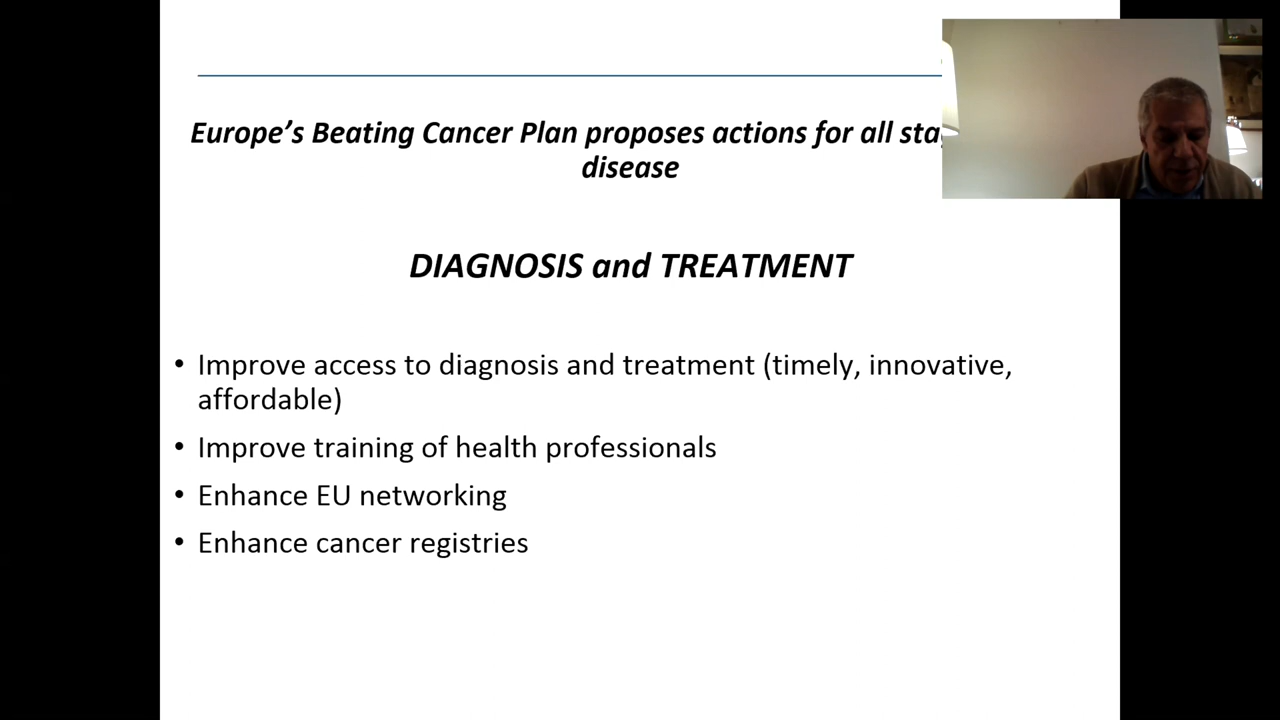 Europe's Beating Cancer Plan proposes actions for all
disease
DIAGNOSIS and TREATMENT
• Improve access to diagnosis and treatment (timely, innovative,
affordable)
• Improve training of health professionals
• Enhance EU networking
• Enhance cancer registries